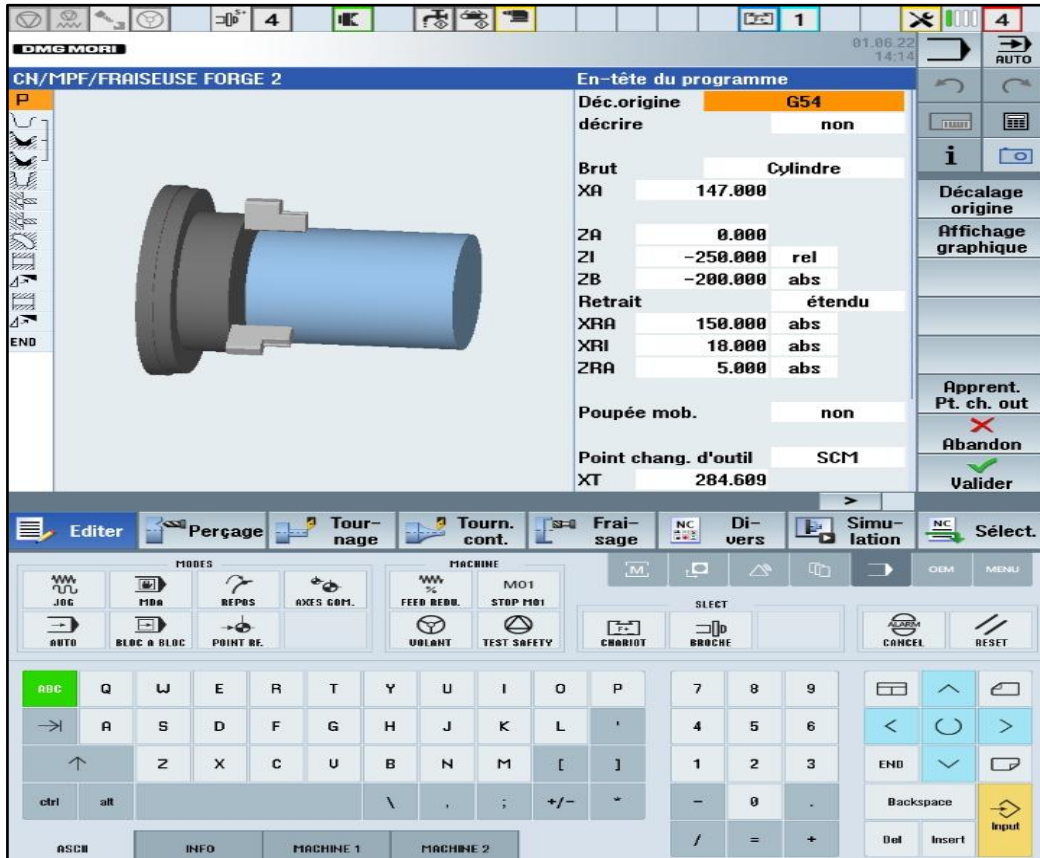 S+
4
1
4
DMG MORI
01.06.22
14:14
AUTO
CN/MPF/FRAISEUSE FORGE 2
En-tête du programme
P
END
Déc.origine G54
décrire non
Brut Cylindre
XA 147.000
ZA 0.000
ZI -250.000 rel
ZB -200.000 abs
Retrait étendu
XRA 150.000 abs
XRI 18.000 abs
ZRA 5.000 abs
Poupée mob. non
Point chang. d'outil SCM1
XT 284.609
i
Décalage
origine
Affichage
graphique
Apprent.
Pt. ch. out
Abandon
Valider
>
Editer
Perçage
Tour-
nage
Tourn.
cont.
Frai-
sage
NC
Di-
vers
Simu-
lation
NC
Sélect.
MODES
JOG
MDA
REPOS
AXES COM.
AUTO
BLOC A BLOC
POINT RE.
MACHINE
%
FEED REDU.
M01
STOP M01
VOLANT
TEST SAFETY
M
OEM
MENU
SLECT
CHARIOT
BROCHE
ALARM
CANCEL
RESET
ABC Q W E R T Y U I O P 7 8 9
A S D F G H J K L ' 4 5 6 < >
Z X C V B N M [ ] 1 2 3 END
ctrl alt \ , ; +/- * - 0 . Backspace
Input
/ = + Del Insert
ASCII INFO MACHINE 1 MACHINE 2